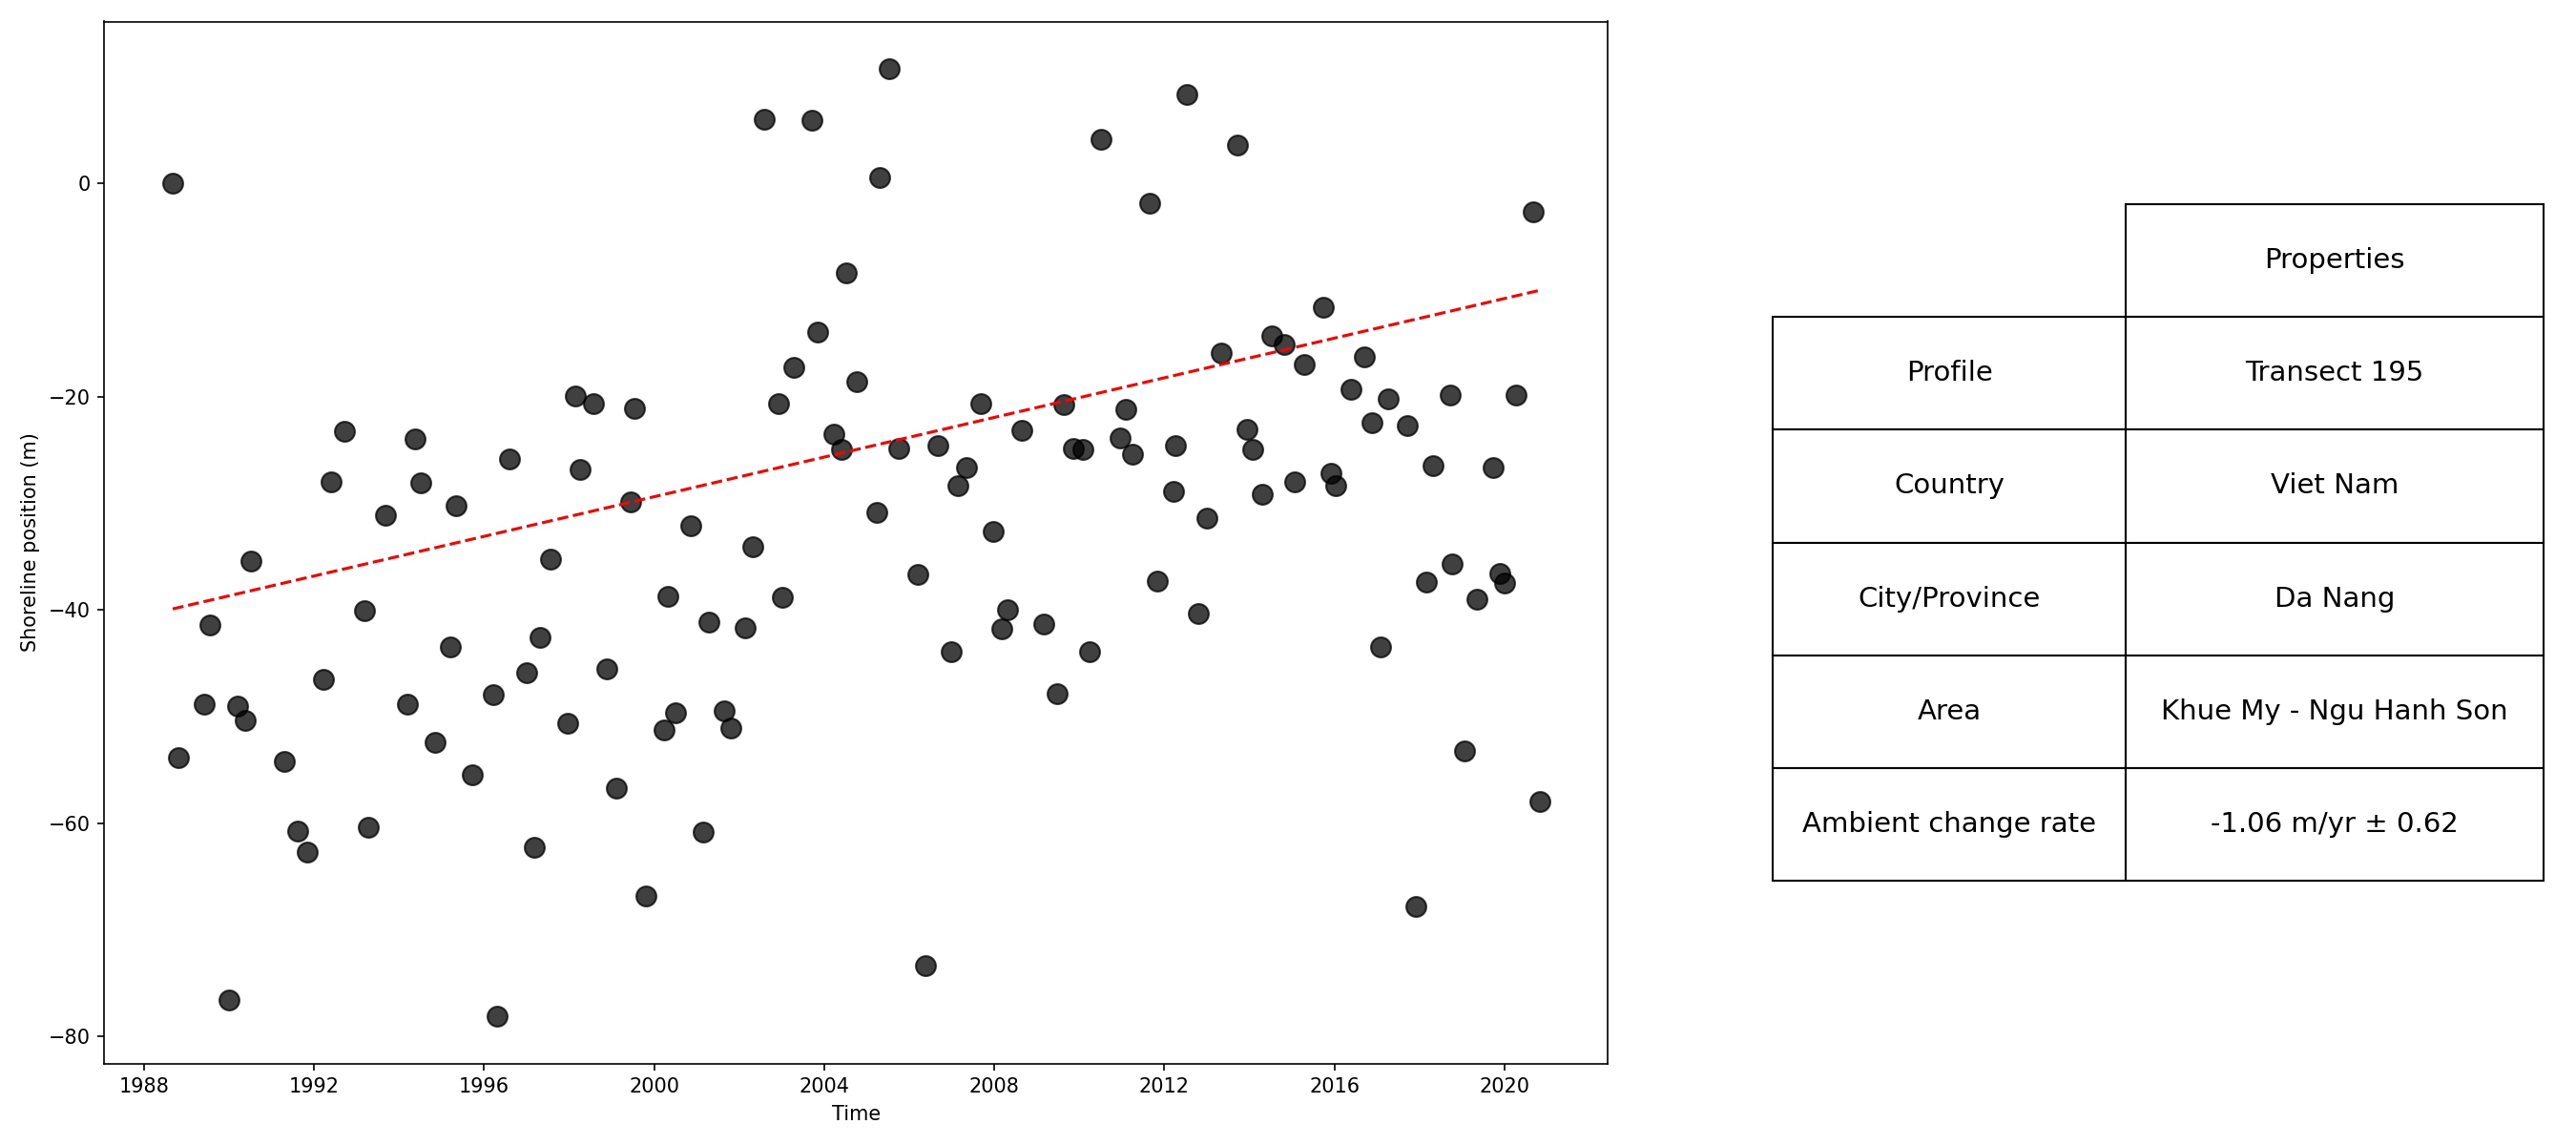 0
−20
−40
−60
−80
Shoreline position (m)
1988 1992 1996 2000 2004 2008 2012 2016 2020
Time
Properties
Profile Transect 195
Country Viet Nam
City/Province Da Nang
Area Khue My - Ngu Hanh Son
Ambient change rate -1.06 m/yr ± 0.62